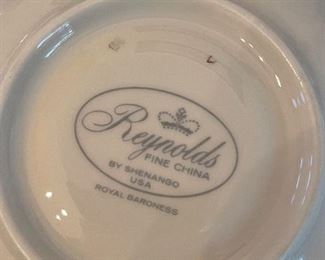 Reynolds
FINE CHINA
BY SHENANGO
USA
ROYAL BARONESS